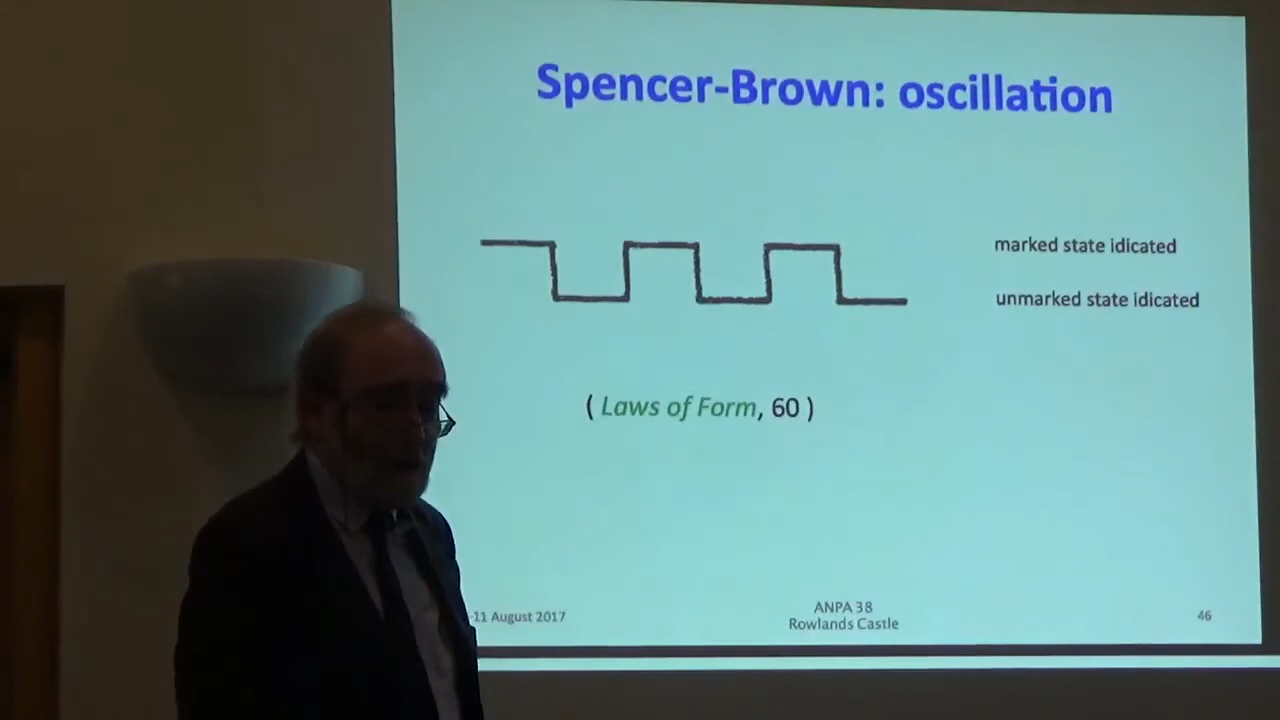 Spencer-Brown: oscillation
marked state idicated
unmarked state idicated
( Laws of Form, 60 )
-11 August 2017
ANPA 38
Rowlands Castle
46